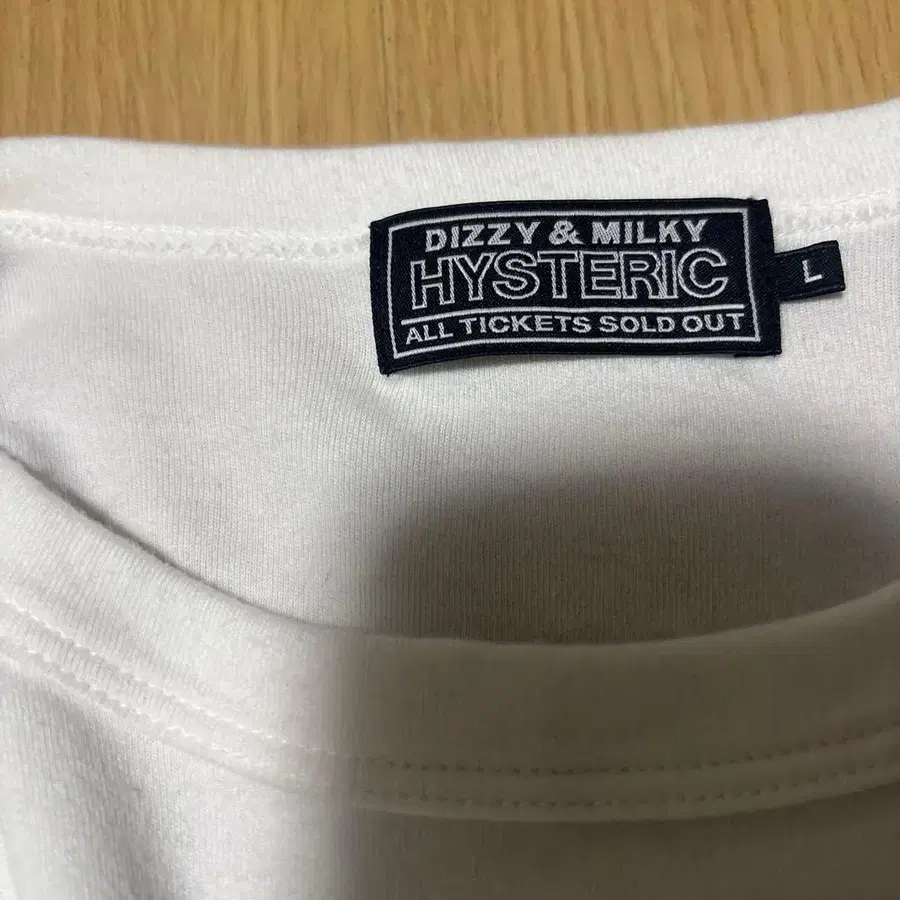 DIZZY & MILKY
HYSTERIC
ALL TICKETS SOLD OUT
L